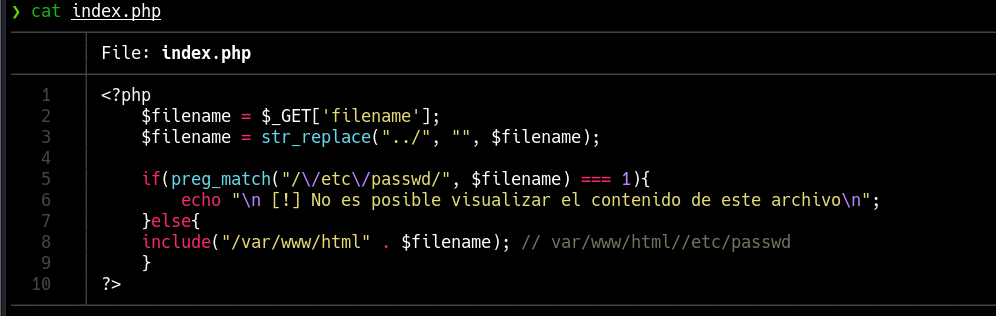 ❯ cat index.php
File: index.php
1 <?php
2 $filename = $_GET['filename'];
3 $filename = str_replace("../", "", $filename);
4
5 if(preg_match("/\/etc\/passwd/", $filename) === 1){
6 echo "\n [!] No es posible visualizar el contenido de este archivo\n";
7 }else{
8 include("/var/www/html" . $filename); // var/www/html//etc/passwd
9 }
10 ?>